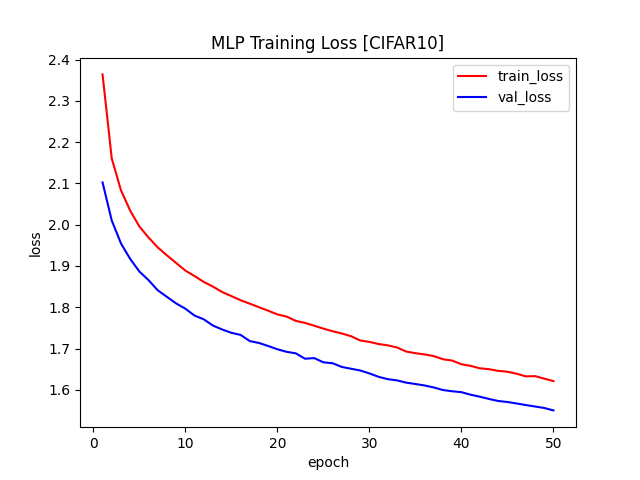 MLP Training Loss [CIFAR10]
train_loss
val_loss
loss
2.4
2.3
2.2
2.1
2.0
1.9
1.8
1.7
1.6
0 10 20 30 40 50
epoch